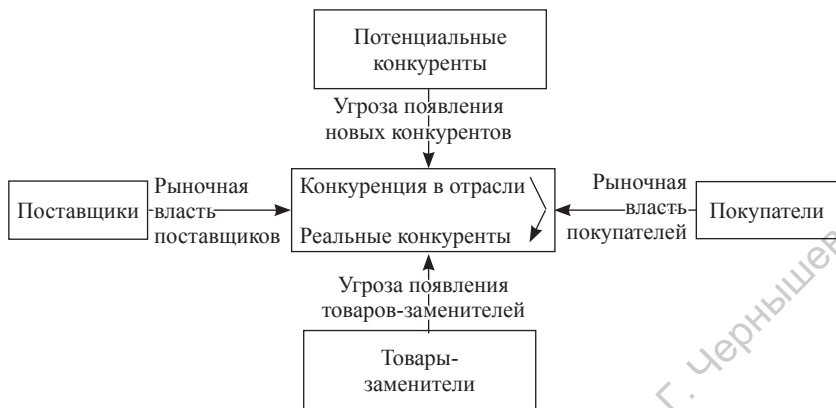 Потенциальные
конкуренты
Угроза появления
новых конкурентов
Поставщики
Рыночная
власть
поставщиков
Конкуренция в отрасли
Реальные конкуренты
Рыночная
власть
покупателей
Покупатели
Угроза появления
товаров-заменителей
Товары-
заменители
Г. Чернышев